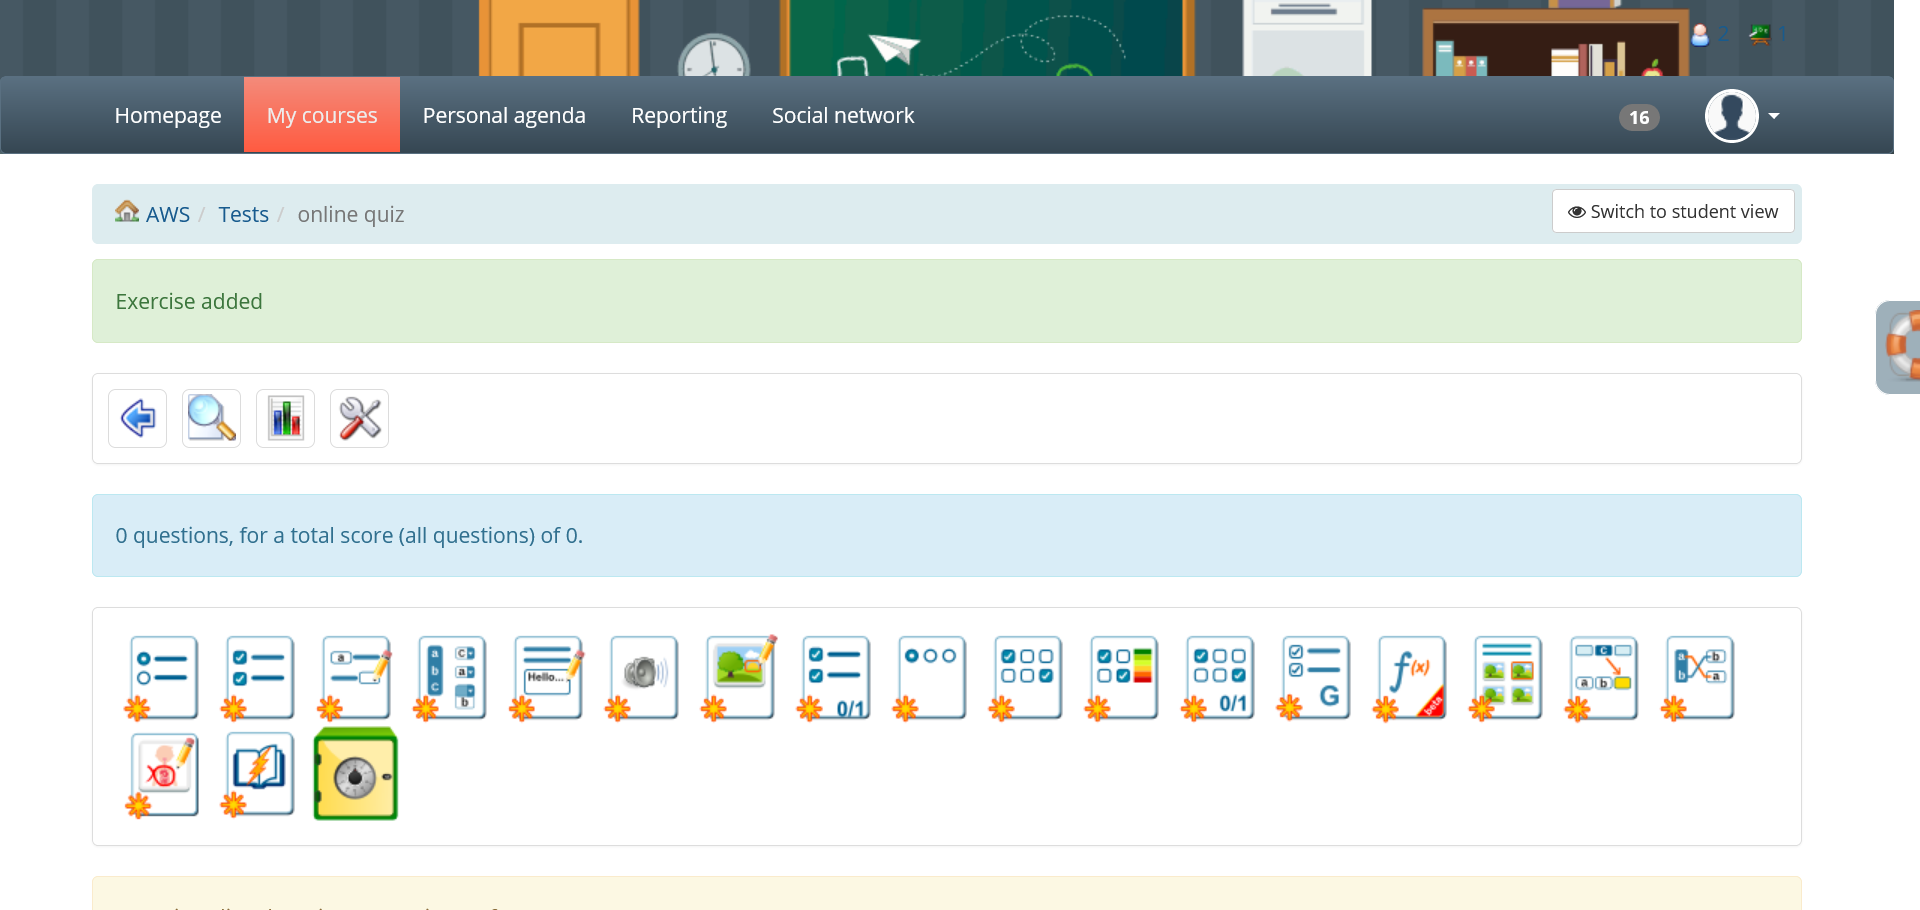 2 1
Homepage My courses Personal agenda Reporting Social network 16
AWS / Tests / online quiz Switch to student view
Exercise added
0 questions, for a total score (all questions) of 0.
a a b c c a b Hello... 0/1 0/1 G f(x) beta c a b a b b a